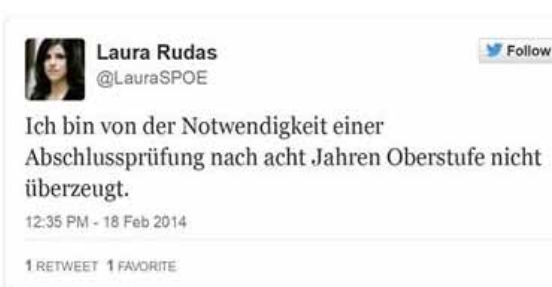 Laura Rudas
Follow
@LauraSPOE
Ich bin von der Notwendigkeit einer
Abschlussprüfung nach acht Jahren Oberstufe nicht
überzeugt.
12:35 PM - 18 Feb 2014
1 RETWEET 1 FAVORITE